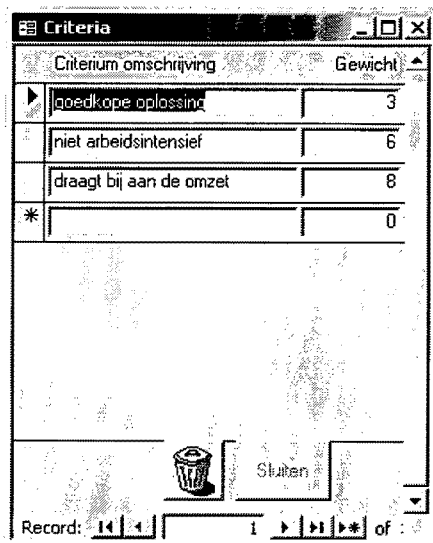 Criteria
Criterium omschrijving Gewicht
goedkope oplossing 3
niet arbeidsintensief 6
draagt bij aan de omzet 8
* 0
Sluiten
Record: 1 of :